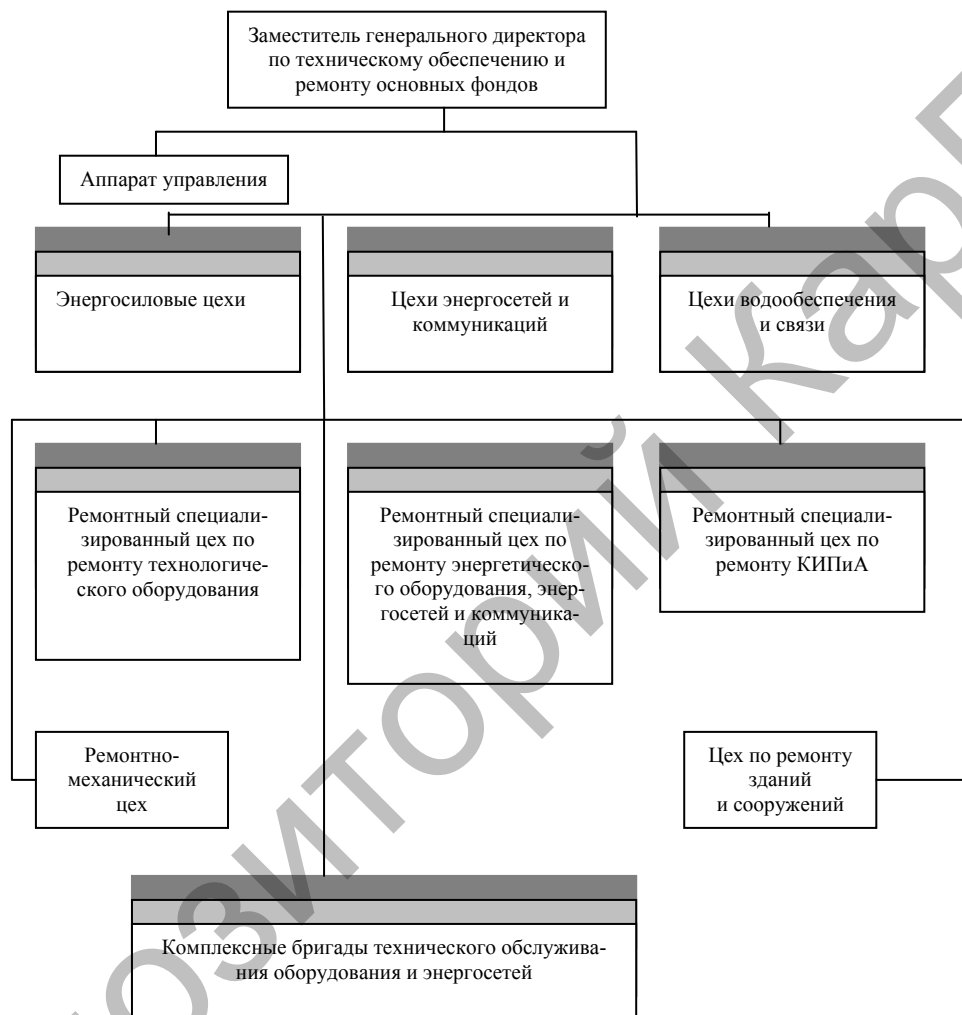 Заместитель генерального директора
по техническому обеспечению и
ремонту основных фондов
Аппарат управления
Энергосиловые цехи
Цехи энергосетей и
коммуникаций
Цехи водообеспечения
и связи
Ремонтный специали-
зированный цех по
ремонту технологиче-
ского оборудования
Ремонтный специали-
зированный цех по
ремонту энергетическо-
го оборудования, энер-
госетей и коммуника-
ций
Ремонтный специали-
зированный цех по
ремонту КИПиА
Ремонтно-
механический
цех
Цех по ремонту
зданий
и сооружений
Комплексные бригады технического обслужива-
ния оборудования и энергосетей